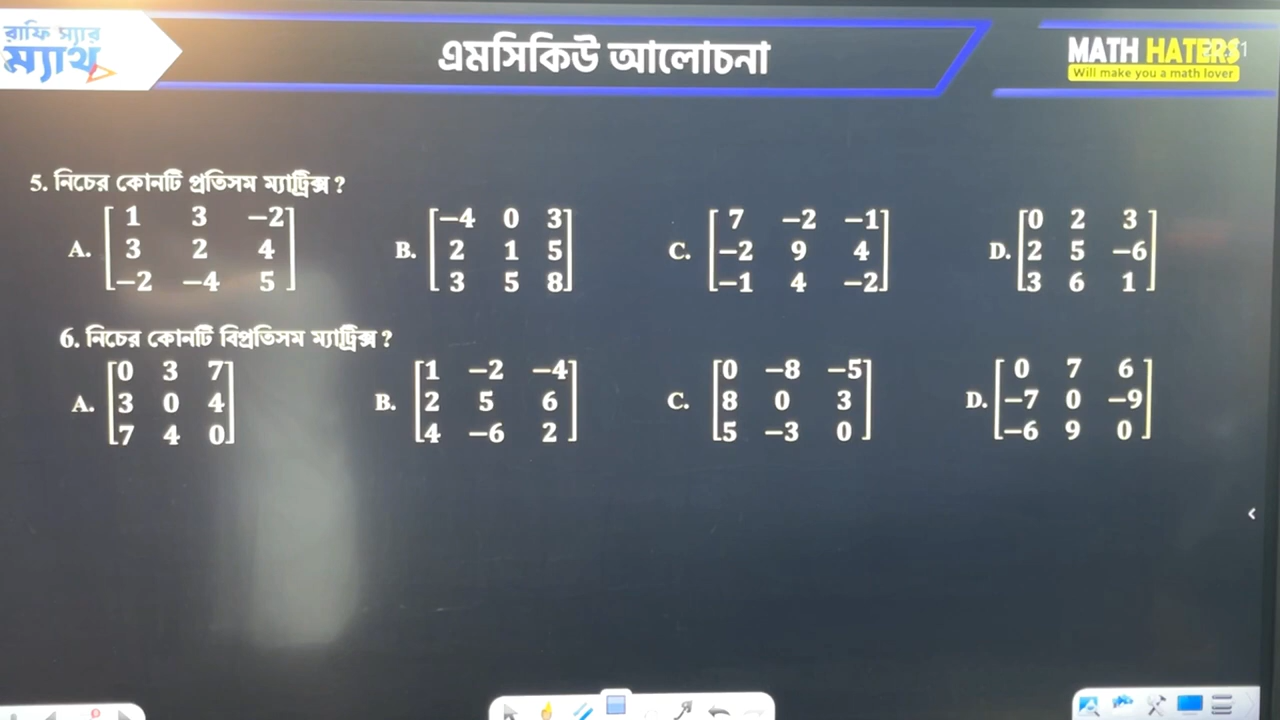 রাফি স্যার
ম্যাথ
এমসিকিউ আলোচনা
MATH HATERS
Will make you a math lover
5. নিচের কোনটি প্রতিসম ম্যাট্রিক্স ?
A. [1 3 −2]
[3 2 4]
[−2 −4 5]
B. [−4 0 3]
[2 1 5]
[3 5 8]
C. [7 −2 −1]
[−2 9 4]
[−1 4 −2]
D. [0 2 3]
[2 5 −6]
[3 6 1]
6. নিচের কোনটি বিপ্রতিসম ম্যাট্রিক্স ?
A. [0 3 7]
[3 0 4]
[7 4 0]
B. [1 −2 −4]
[2 5 6]
[4 −6 2]
C. [0 −8 −5]
[8 0 3]
[5 −3 0]
D. [0 7 6]
[−7 0 −9]
[−6 9 0]